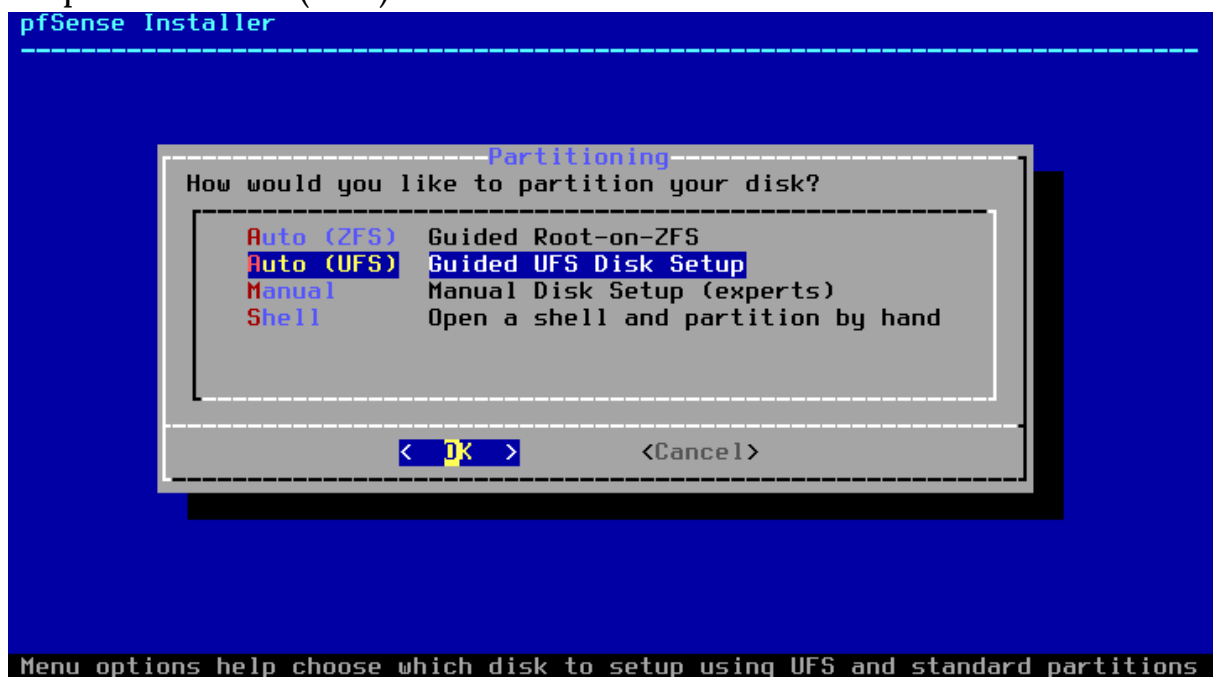 pfSense Installer
Partitioning
How would you like to partition your disk?
Auto (ZFS) Guided Root-on-ZFS
Auto (UFS) Guided UFS Disk Setup
Manual Manual Disk Setup (experts)
Shell Open a shell and partition by hand
< OK > <Cancel>
Menu options help choose which disk to setup using UFS and standard partitions